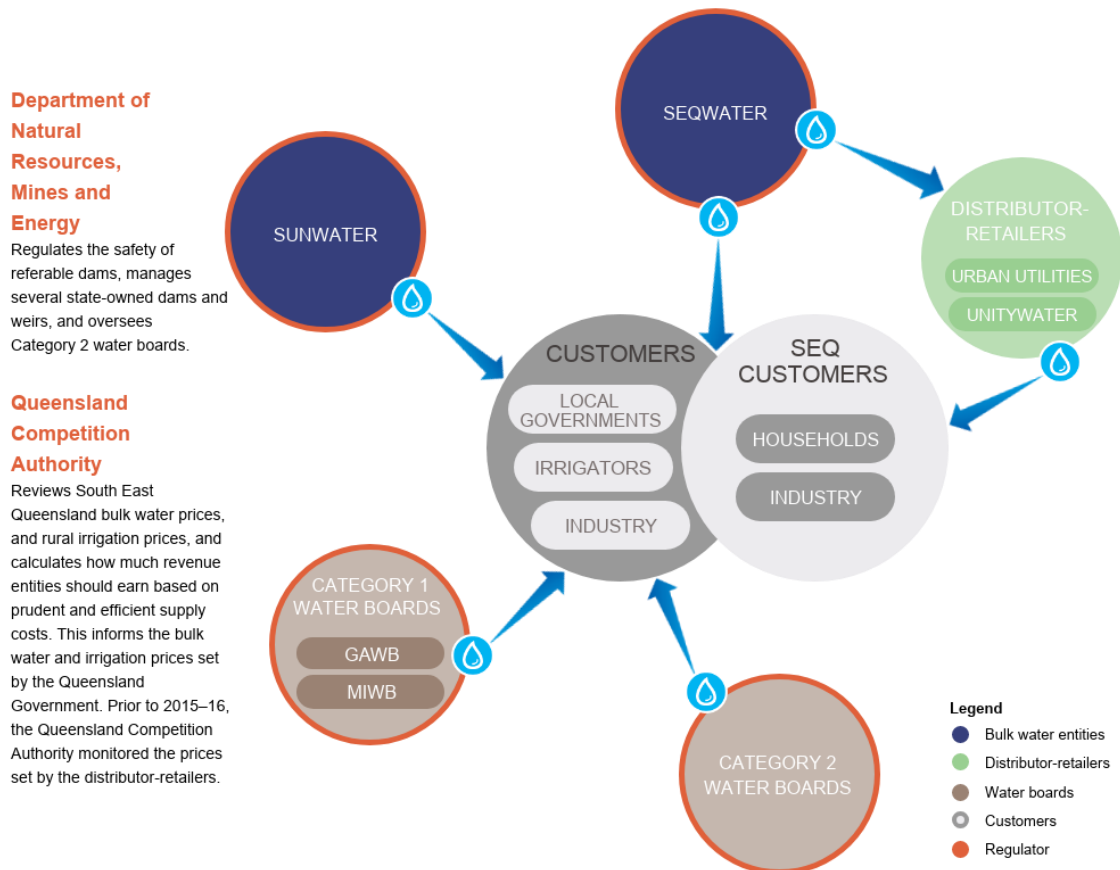 Department of
Natural
Resources,
Mines and
Energy
Regulates the safety of
referable dams, manages
several state-owned dams and
weirs, and oversees
Category 2 water boards.
Queensland
Competition
Authority
Reviews South East
Queensland bulk water prices,
and rural irrigation prices, and
calculates how much revenue
entities should earn based on
prudent and efficient supply
costs. This informs the bulk
water and irrigation prices set
by the Queensland
Government. Prior to 2015–16,
the Queensland Competition
Authority monitored the prices
set by the distributor-retailers.
SEQWATER
SUNWATER
DISTRIBUTOR-
RETAILERS
URBAN UTILITIES
UNITYWATER
CUSTOMERS
LOCAL
GOVERNMENTS
IRRIGATORS
INDUSTRY
SEQ
CUSTOMERS
HOUSEHOLDS
INDUSTRY
CATEGORY 1
WATER BOARDS
GAWB
MIWB
CATEGORY 2
WATER BOARDS
Legend
Bulk water entities
Distributor-retailers
Water boards
Customers
Regulator